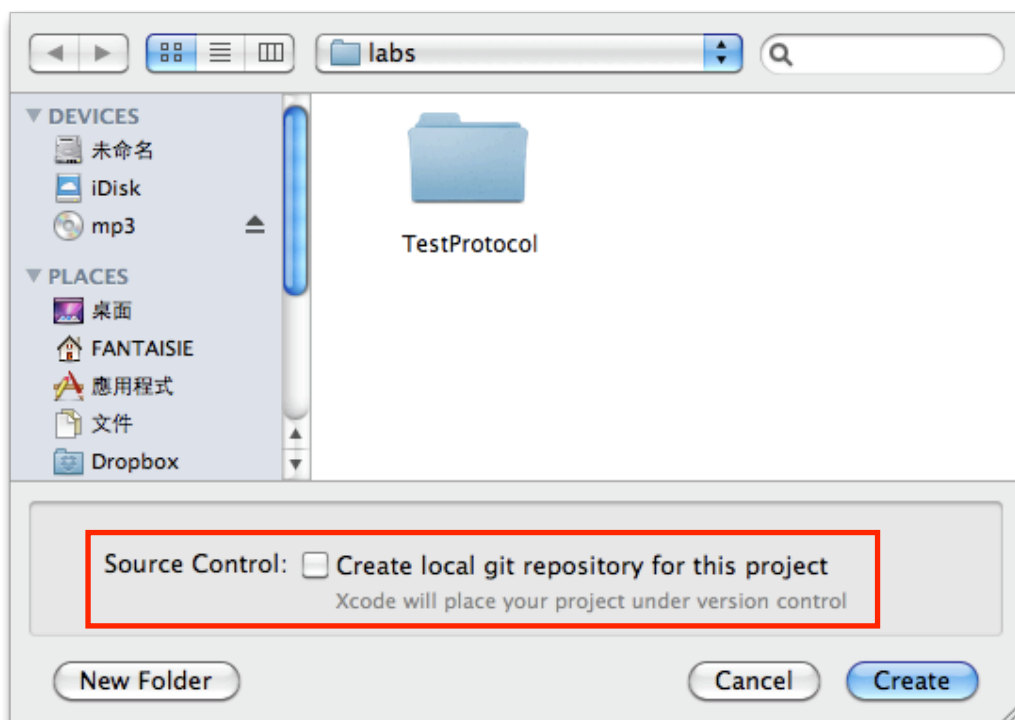 labs
DEVICES
未命名
iDisk
mp3
PLACES
桌面
FANTAISIE
應用程式
文件
Dropbox
TestProtocol
Source Control: Create local git repository for this project
Xcode will place your project under version control
New Folder
Cancel
Create